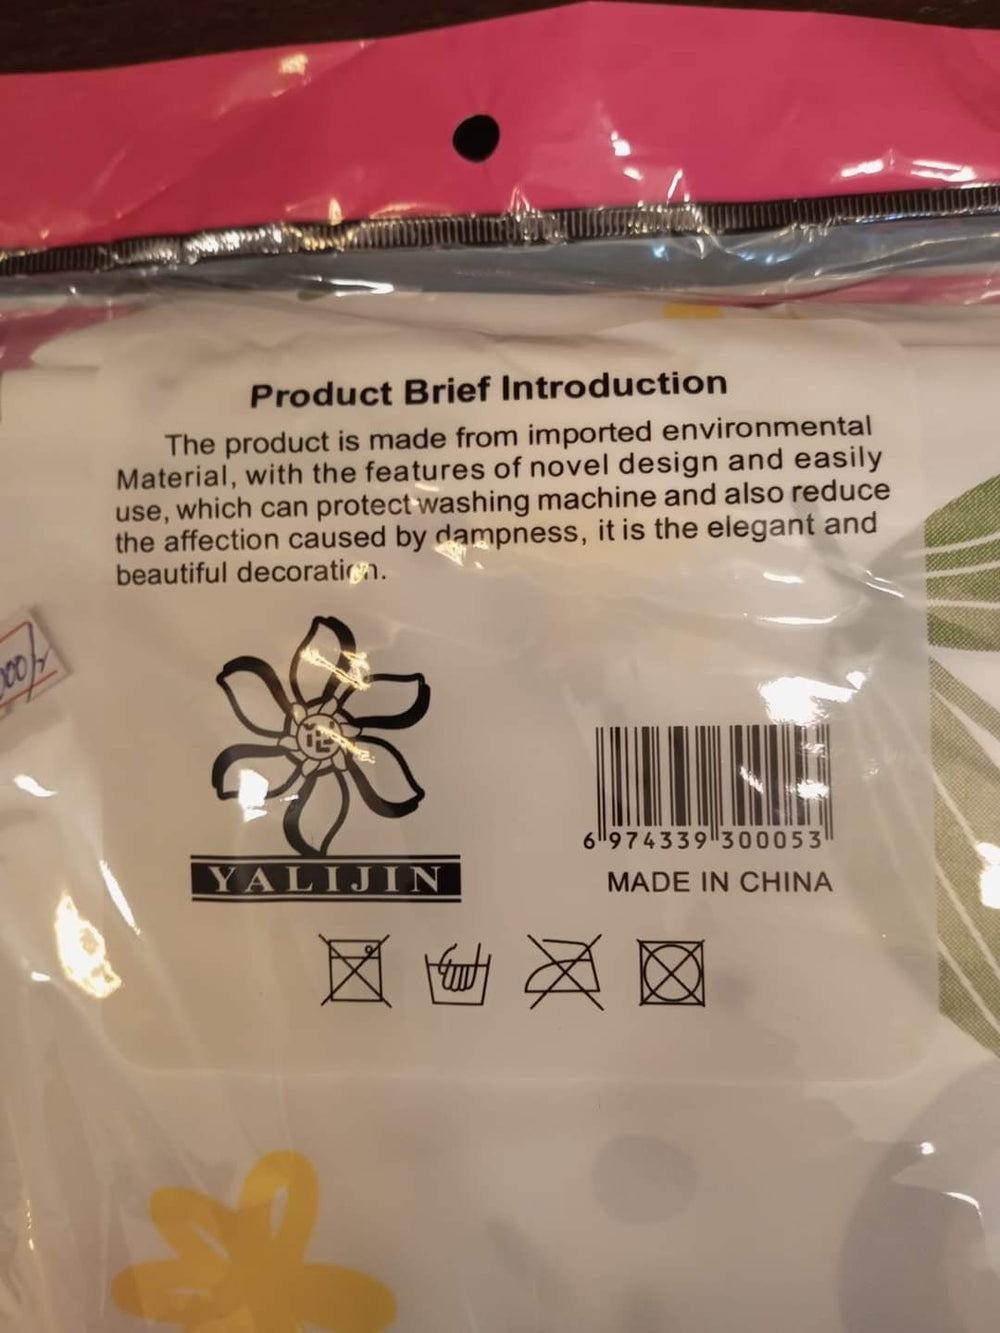 Product Brief Introduction
The product is made from imported environmental
Material, with the features of novel design and easily
use, which can protect washing machine and also reduce
the affection caused by dampness, it is the elegant and
beautiful decoration.
YALIJIN
6 974339 300053
MADE IN CHINA